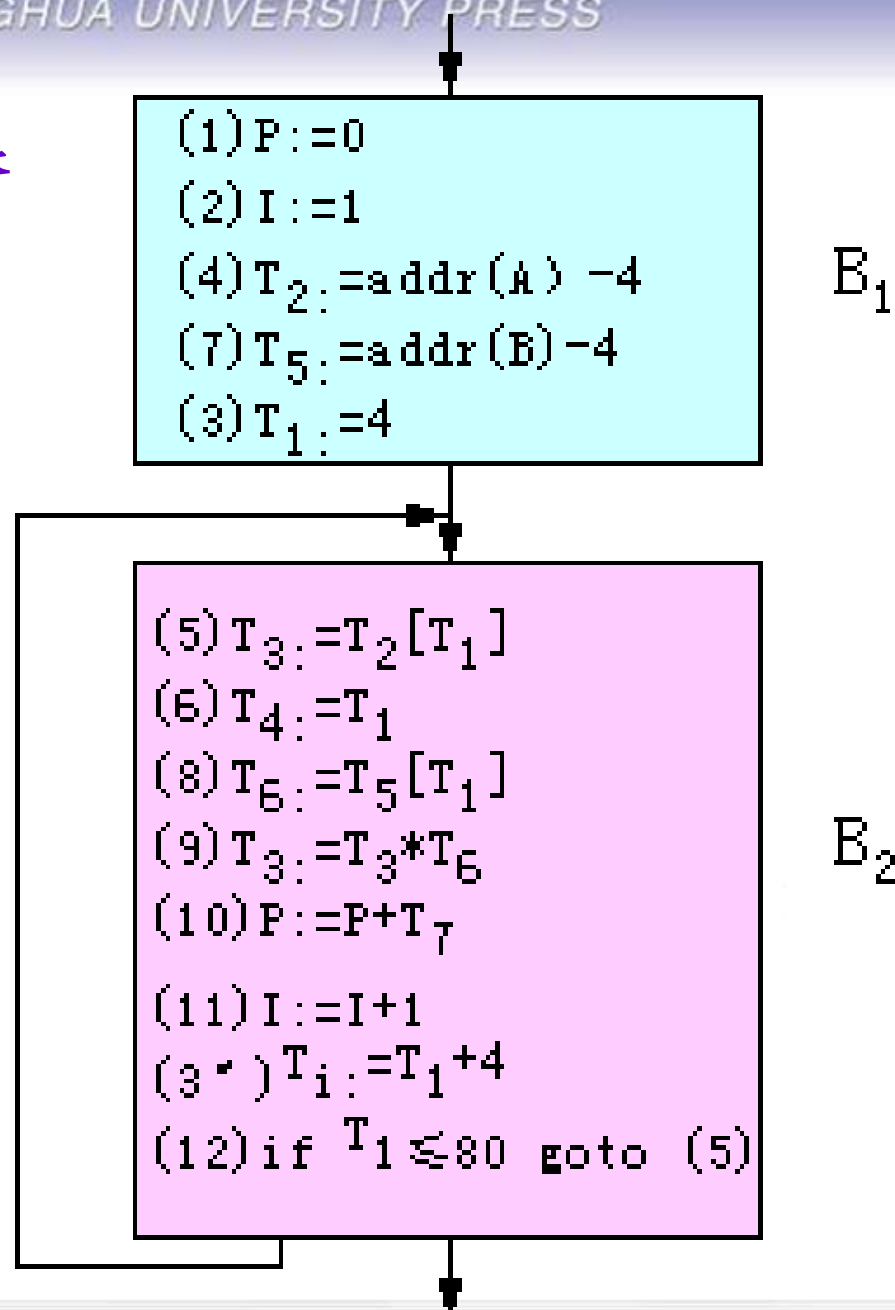 UNIVERSITY PRESS
(1)P:=0
(2)I:=1
(4)T₂:=addr(A) -4
(7)T₅:=addr(B)-4
(3)T₁:=4
B₁
(5)T₃:=T₂[T₁]
(6)T₄:=T₁
(8)T₆:=T₅[T₁]
(9)T₃:=T₃*T₆
(10)P:=P+T₇
(11)I:=I+1
(3″)Tᵢ:=T₁+4
(12)if T₁≤80 goto (5)
B₂